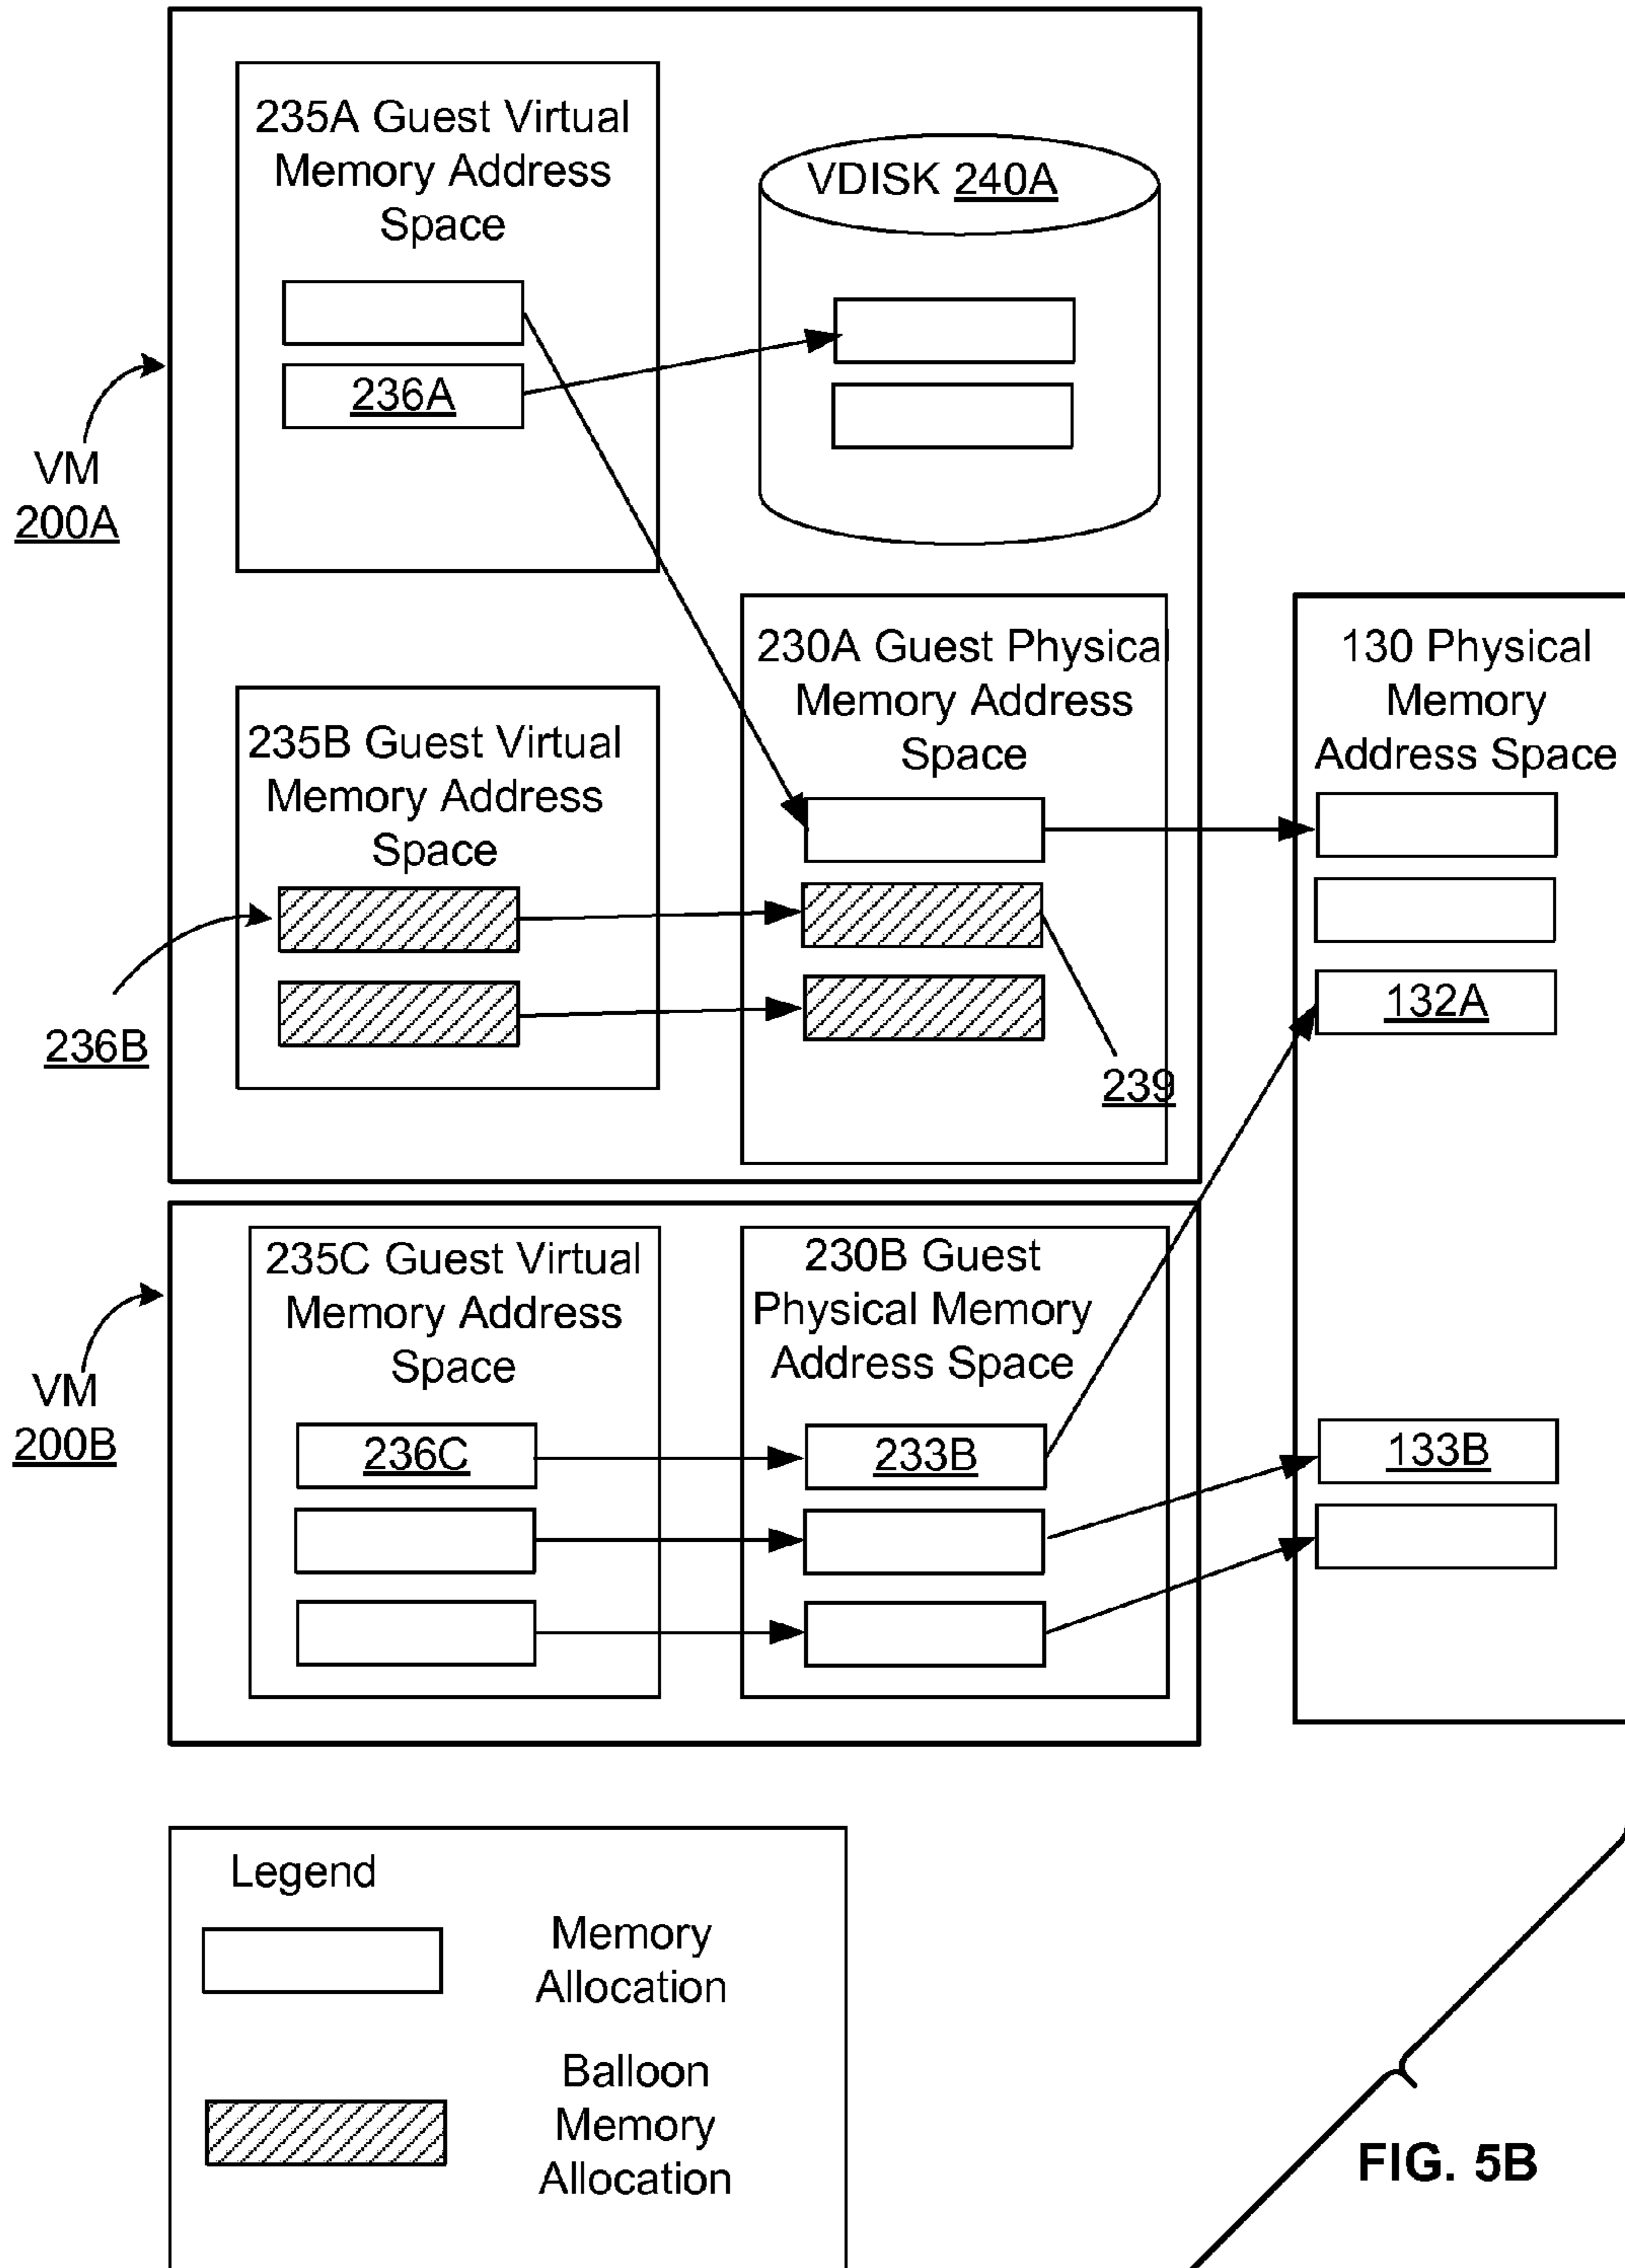 235A Guest Virtual
Memory Address
Space
VDISK 240A
236A
VM
200A
230A Guest Physical
Memory Address
Space
130 Physical
Memory
Address Space
235B Guest Virtual
Memory Address
Space
132A
236B
239
235C Guest Virtual
Memory Address
Space
230B Guest
Physical Memory
Address Space
VM
200B
236C
233B
133B
Legend
Memory
Allocation
Balloon
Memory
Allocation
FIG. 5B